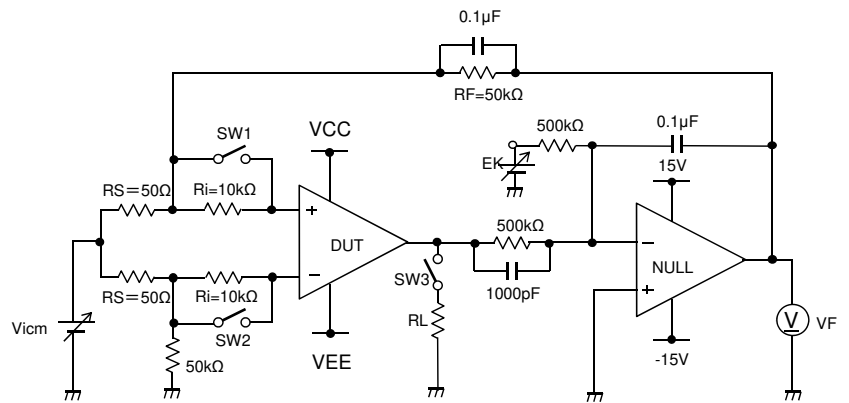 0.1μF
RF=50kΩ
SW1
VCC
500kΩ
0.1μF
EK
15V
RS=50Ω
Ri=10kΩ
500kΩ
+
DUT
−
−
NULL
+
SW3
1000pF
RS=50Ω
Ri=10kΩ
Vicm
SW2
RL
V
VF
50kΩ
VEE
-15V